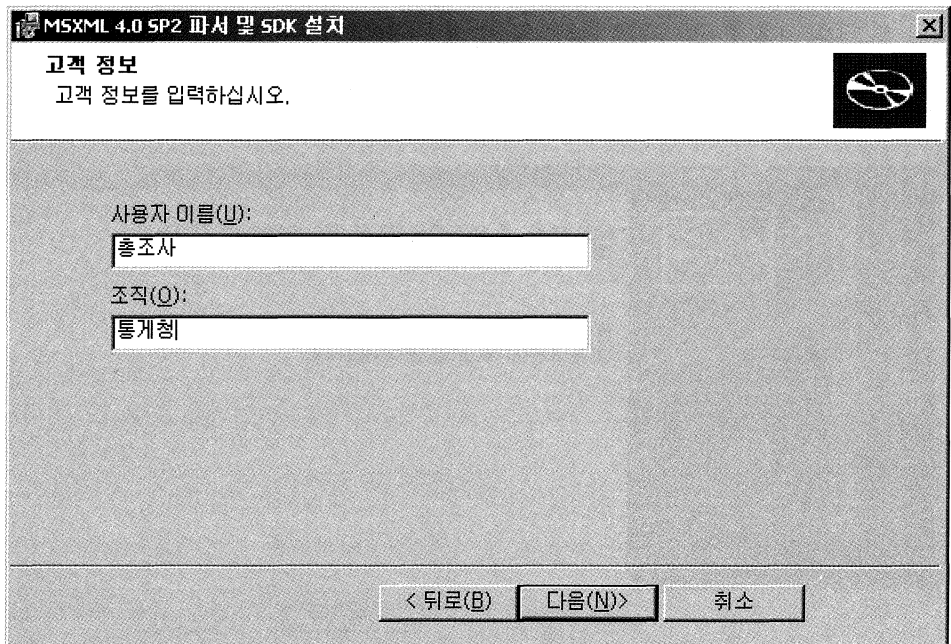 MSXML 4.0 SP2 파서 및 SDK 설치
고객 정보
고객 정보를 입력하십시오.
사용자 이름(U):
총조사
조직(O):
통게청
< 뒤로(B)
다음(N)>
취소